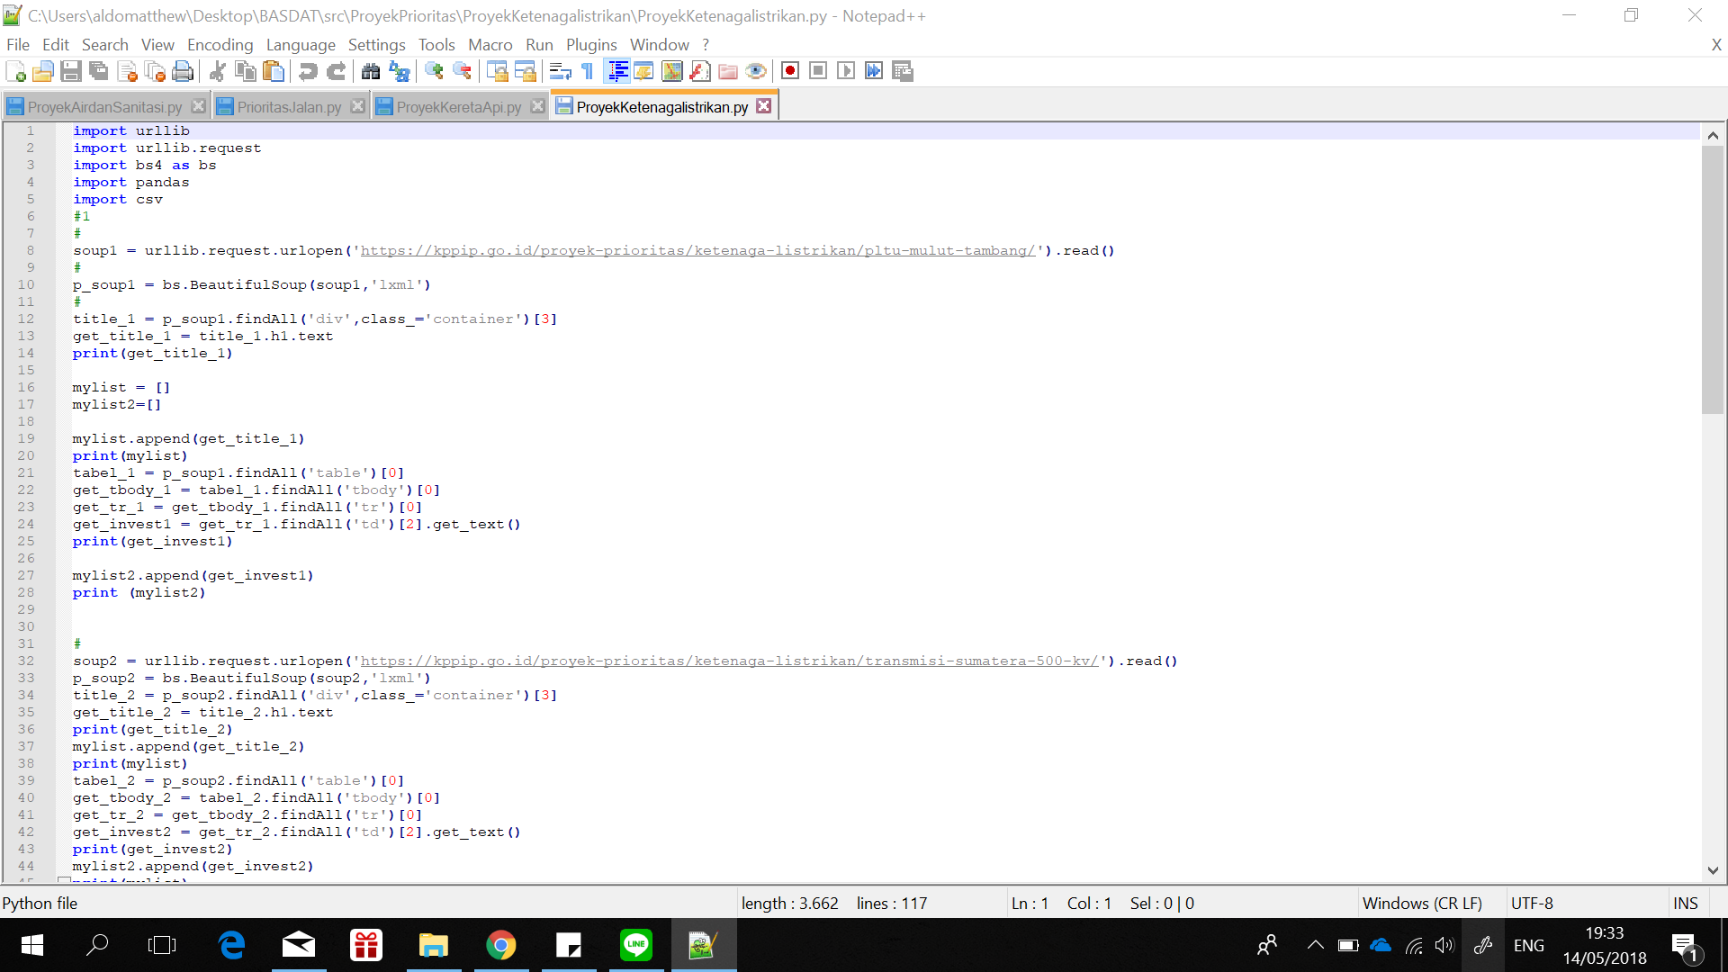 C:\Users\aldomatthew\Desktop\BASDAT\src\ProyekPrioritas\ProyekKetenagalistrikan\ProyekKetenagalistrikan.py - Notepad++
File Edit Search View Encoding Language Settings Tools Macro Run Plugins Window ? X
ProyekAirdanSanitasi.py PrioritasJalan.py ProyekKeretaApi.py ProyekKetenagalistrikan.py
1 import urllib
2 import urllib.request
3 import bs4 as bs
4 import pandas
5 import csv
6 #1
7 #
8 soup1 = urllib.request.urlopen('https://kppip.go.id/proyek-prioritas/ketenaga-listrikan/pltu-mulut-tambang/').read()
9 #
10 p_soup1 = bs.BeautifulSoup(soup1,'lxml')
11 #
12 title_1 = p_soup1.findAll('div',class_='container')[3]
13 get_title_1 = title_1.h1.text
14 print(get_title_1)
15
16 mylist = []
17 mylist2=[]
18
19 mylist.append(get_title_1)
20 print(mylist)
21 tabel_1 = p_soup1.findAll('table')[0]
22 get_tbody_1 = tabel_1.findAll('tbody')[0]
23 get_tr_1 = get_tbody_1.findAll('tr')[0]
24 get_invest1 = get_tr_1.findAll('td')[2].get_text()
25 print(get_invest1)
26
27 mylist2.append(get_invest1)
28 print (mylist2)
29
30
31 #
32 soup2 = urllib.request.urlopen('https://kppip.go.id/proyek-prioritas/ketenaga-listrikan/transmisi-sumatera-500-kv/').read()
33 p_soup2 = bs.BeautifulSoup(soup2,'lxml')
34 title_2 = p_soup2.findAll('div',class_='container')[3]
35 get_title_2 = title_2.h1.text
36 print(get_title_2)
37 mylist.append(get_title_2)
38 print(mylist)
39 tabel_2 = p_soup2.findAll('table')[0]
40 get_tbody_2 = tabel_2.findAll('tbody')[0]
41 get_tr_2 = get_tbody_2.findAll('tr')[0]
42 get_invest2 = get_tr_2.findAll('td')[2].get_text()
43 print(get_invest2)
44 mylist2.append(get_invest2)
Python file length : 3.662 lines : 117 Ln : 1 Col : 1 Sel : 0 | 0 Windows (CR LF) UTF-8 INS
LINE ENG 19:33 1
14/05/2018